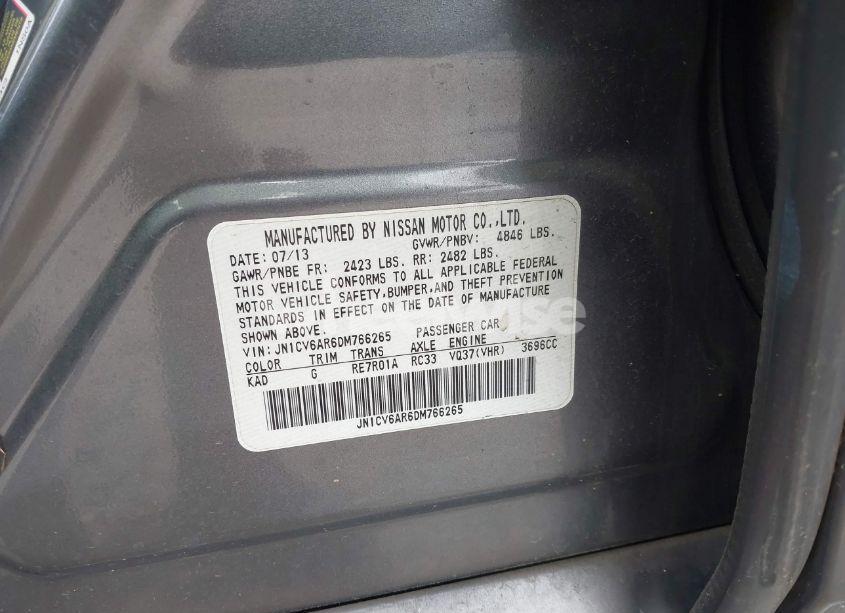 MANUFACTURED BY NISSAN MOTOR CO.,LTD.
DATE: 07/13 GVWR/PNBV: 4846 LBS.
GAWR/PNBE FR: 2423 LBS. RR: 2482 LBS.
THIS VEHICLE CONFORMS TO ALL APPLICABLE FEDERAL
MOTOR VEHICLE SAFETY,BUMPER,AND THEFT PREVENTION
STANDARDS IN EFFECT ON THE DATE OF MANUFACTURE
SHOWN ABOVE.
VIN: JN1CV6AR6DM766265 PASSENGER CAR
COLOR TRIM TRANS AXLE ENGINE
KAD G RE7R01A RC33 VQ37(VHR) 3696CC
JN1CV6AR6DM766265